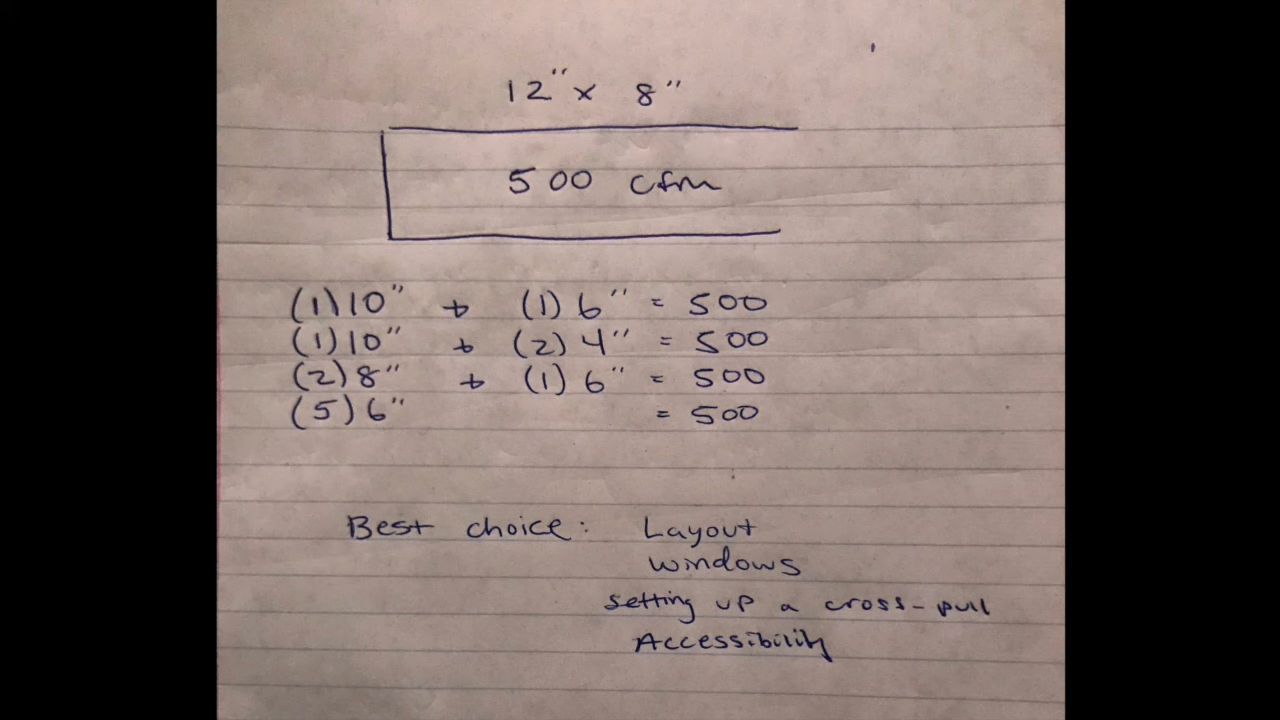 12" x 8"
500 cfm
(1) 10" + (1) 6" = 500
(1) 10" + (2) 4" = 500
(2) 8" + (1) 6" = 500
(5) 6" = 500
Best choice: Layout
windows
setting up a cross-pull
Accessibility